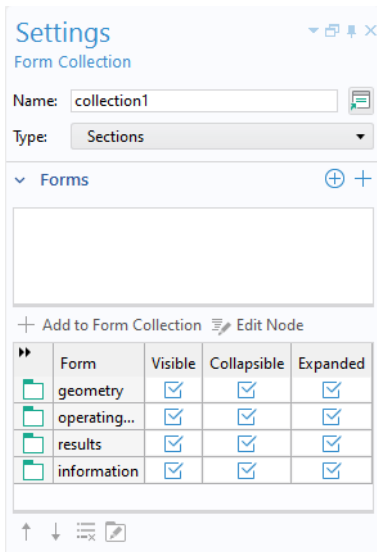 Settings
Form Collection
Name: collection1
Type: Sections
Forms
Add to Form Collection Edit Node
Form Visible Collapsible Expanded
geometry
operating...
results
information